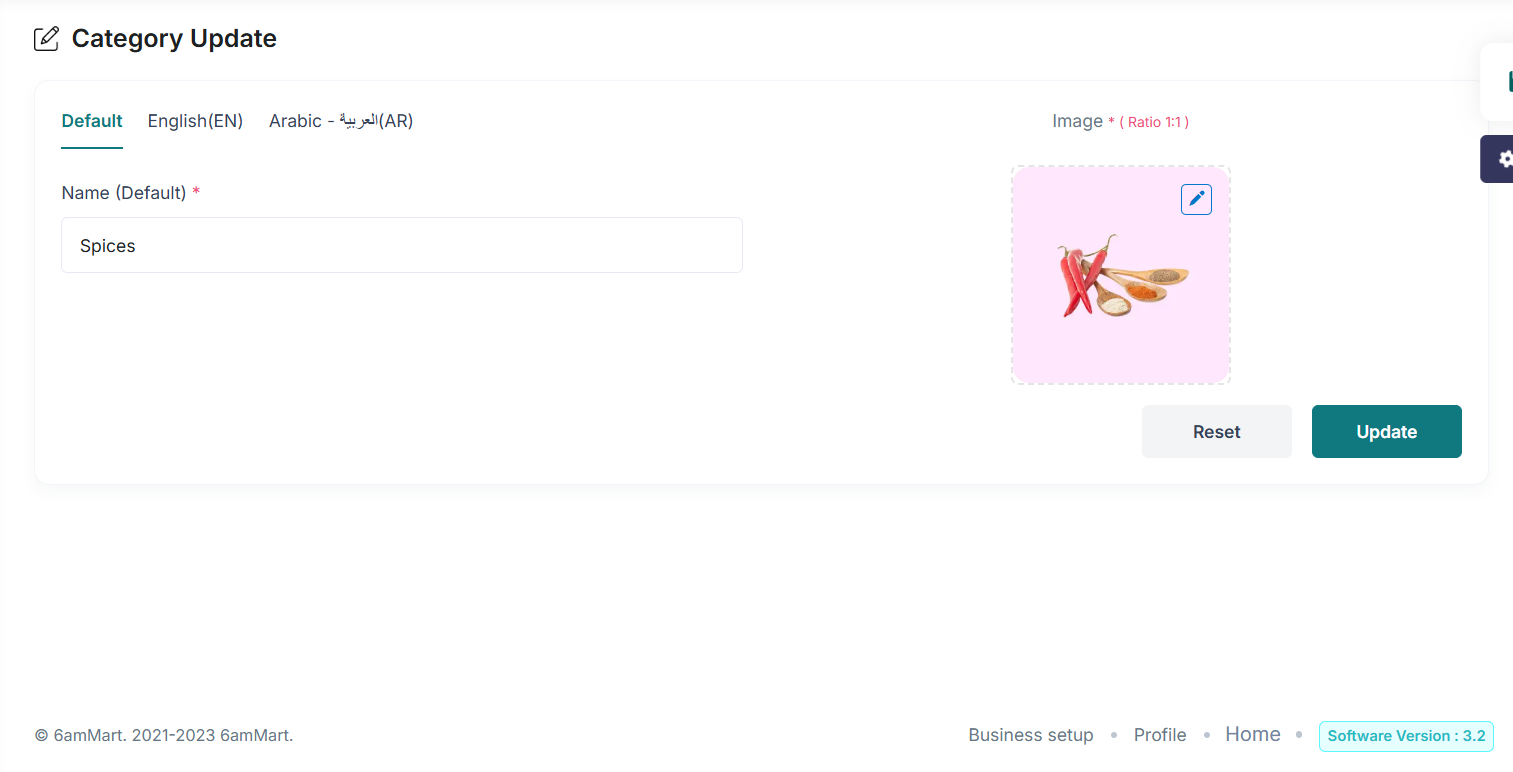 Category Update
Default English(EN) Arabic - العربية(AR)
Image * ( Ratio 1:1 )
Name (Default) *
Spices
Reset Update
© 6amMart. 2021-2023 6amMart.
Business setup • Profile • Home • Software Version : 3.2